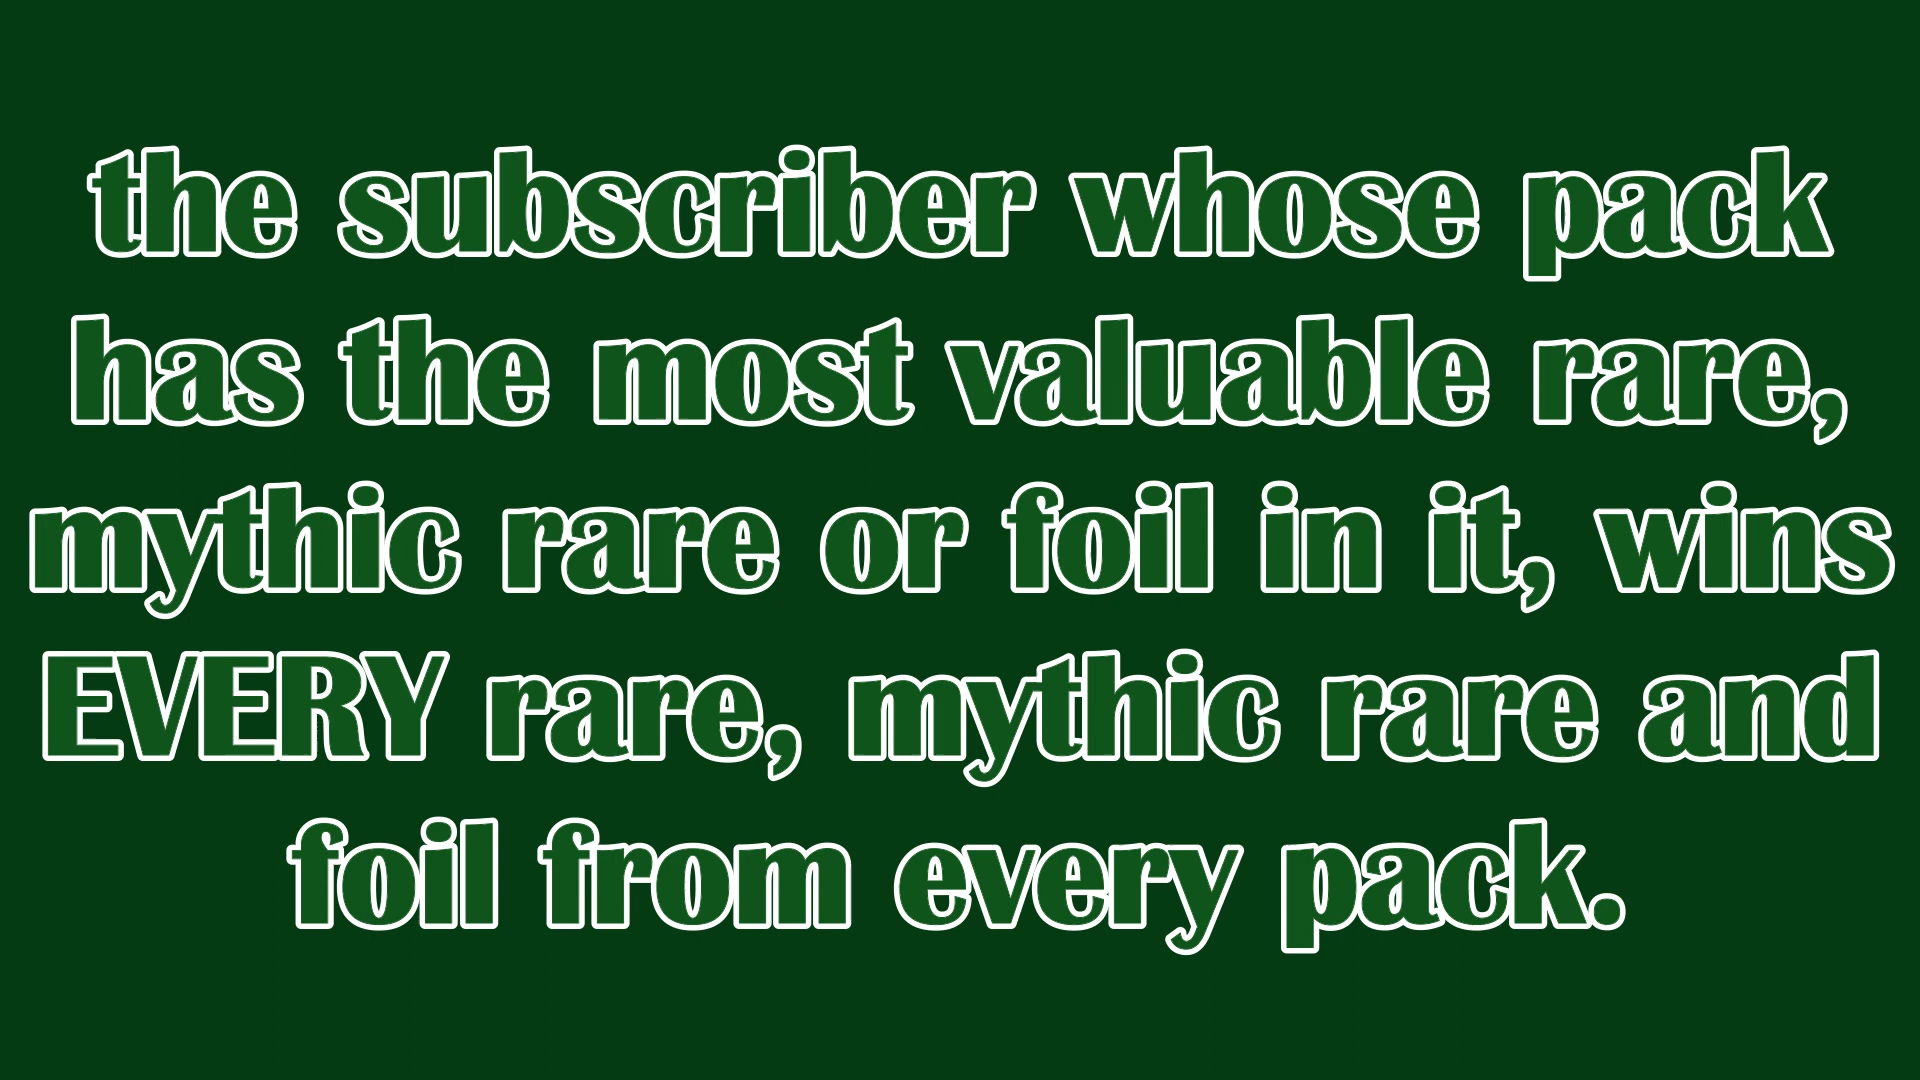 the subscriber whose pack
has the most valuable rare,
mythic rare or foil in it, wins
EVERY rare, mythic rare and
foil from every pack.